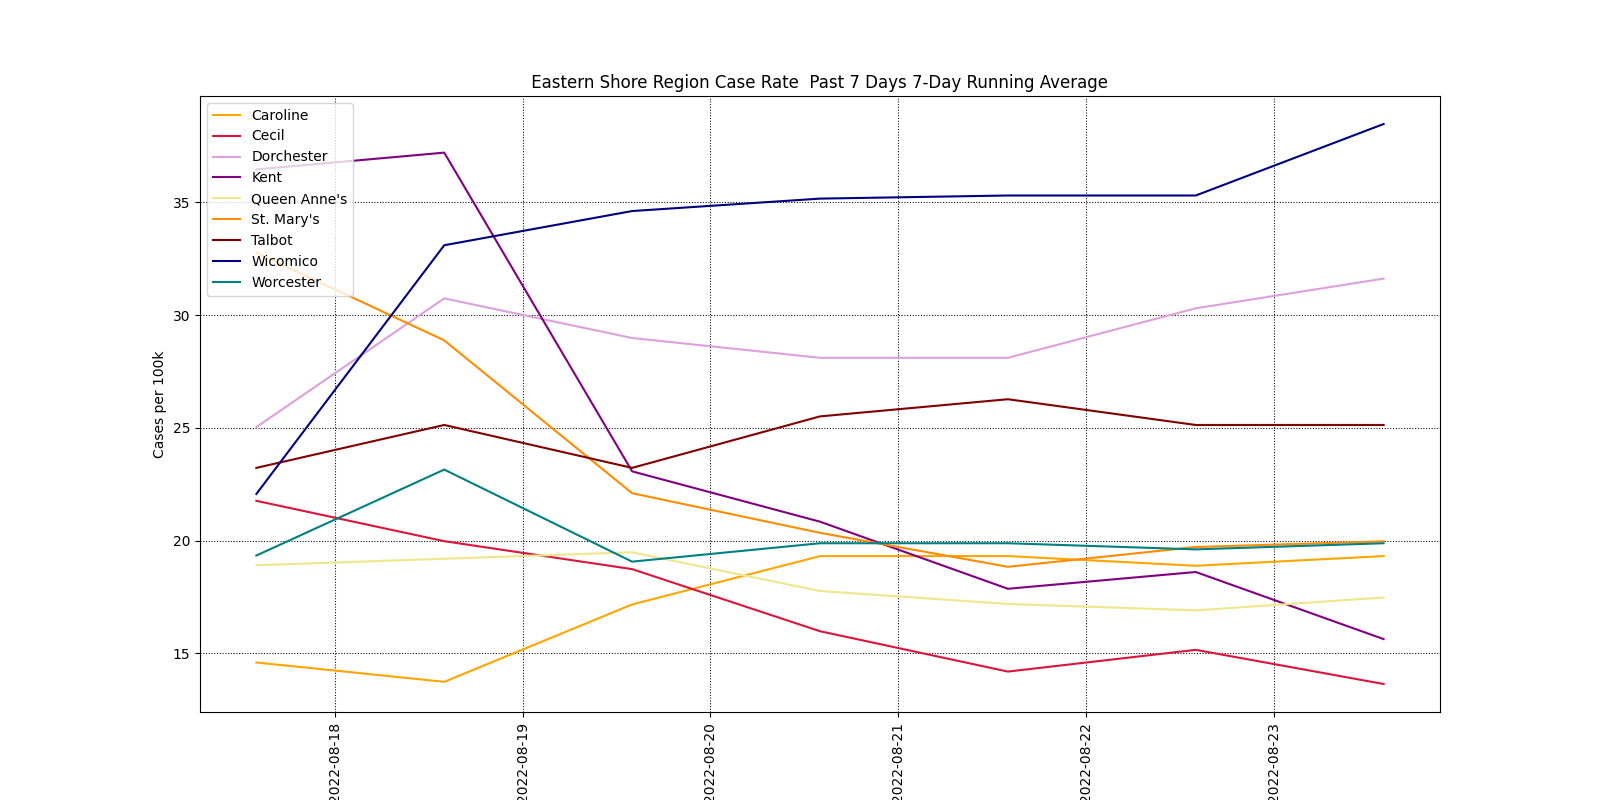 Eastern Shore Region Case Rate  Past 7 Days 7-Day Running Average
Caroline
Cecil
Dorchester
Kent
Queen Anne's
St. Mary's
Talbot
Wicomico
Worcester
Cases per 100k
35
30
25
20
15
2022-08-18
2022-08-19
2022-08-20
2022-08-21
2022-08-22
2022-08-23